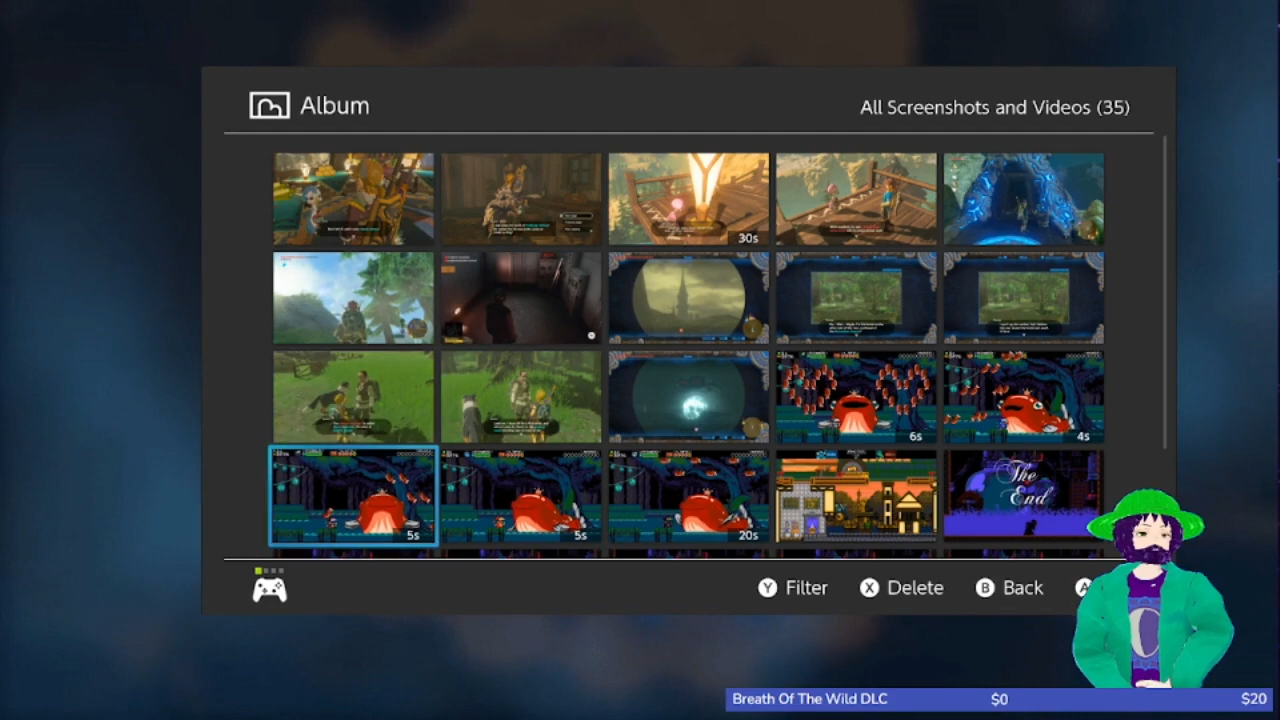 Album
All Screenshots and Videos (35)
30s
6s
4s
5s
5s
20s
The
End
Y Filter
X Delete
B Back
A
Breath Of The Wild DLC $0 $20